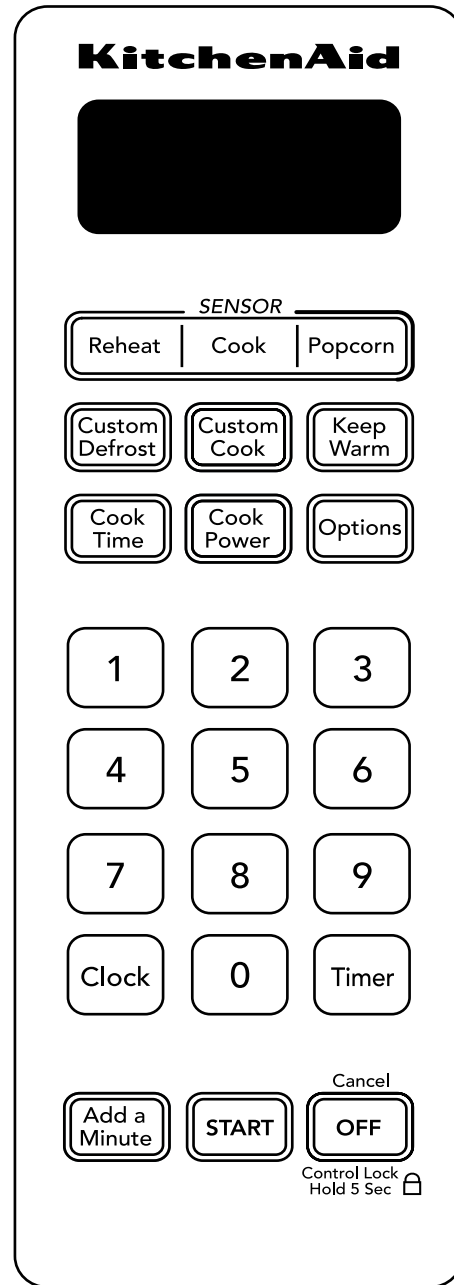 KitchenAid
SENSOR
Reheat Cook Popcorn
Custom Defrost
Custom Cook
Keep Warm
Cook Time
Cook Power
Options
1 2 3
4 5 6
7 8 9
Clock 0 Timer
Cancel
Add a Minute
START
OFF
Control Lock
Hold 5 Sec